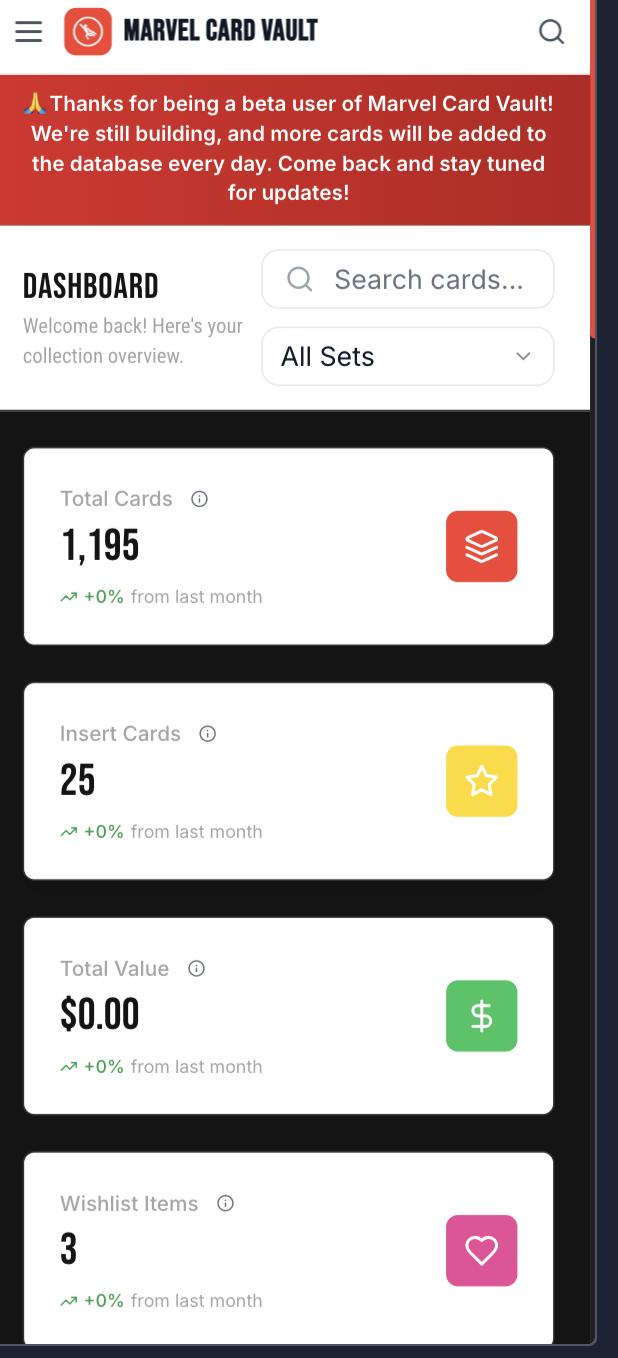 MARVEL CARD VAULT
🙏Thanks for being a beta user of Marvel Card Vault!
We're still building, and more cards will be added to
the database every day. Come back and stay tuned
for updates!
DASHBOARD
Welcome back! Here's your
collection overview.
Search cards...
All Sets
Total Cards
1,195
+0% from last month
Insert Cards
25
+0% from last month
Total Value
$0.00
+0% from last month
Wishlist Items
3
+0% from last month